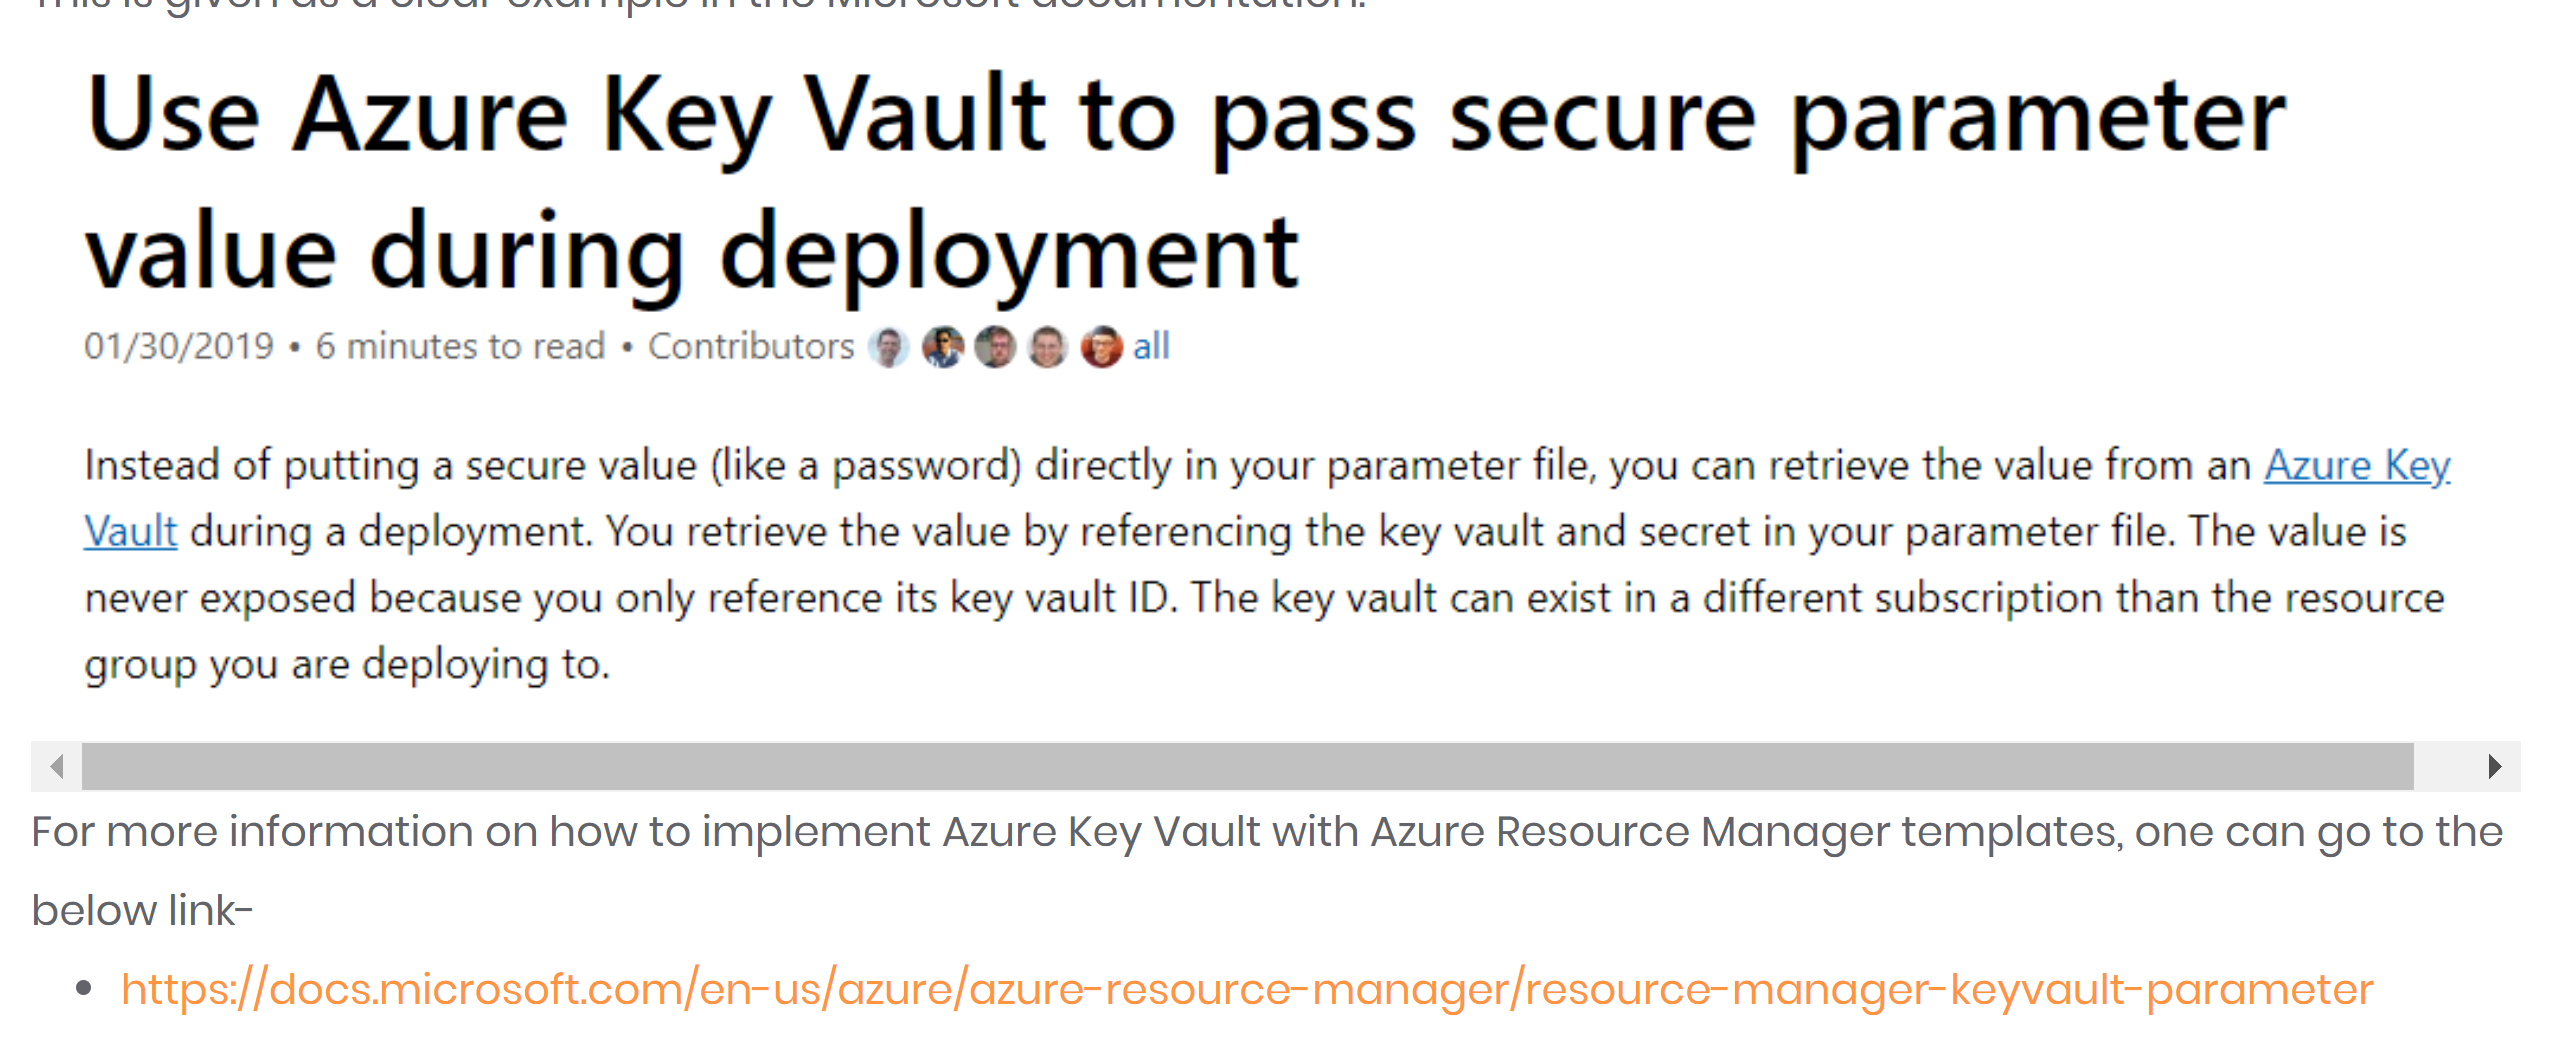 This is given as a clear example in the Microsoft documentation.
Use Azure Key Vault to pass secure parameter
value during deployment
01/30/2019 • 6 minutes to read • Contributors all
Instead of putting a secure value (like a password) directly in your parameter file, you can retrieve the value from an Azure Key
Vault during a deployment. You retrieve the value by referencing the key vault and secret in your parameter file. The value is
never exposed because you only reference its key vault ID. The key vault can exist in a different subscription than the resource
group you are deploying to.
For more information on how to implement Azure Key Vault with Azure Resource Manager templates, one can go to the
below link-
• https://docs.microsoft.com/en-us/azure/azure-resource-manager/resource-manager-keyvault-parameter